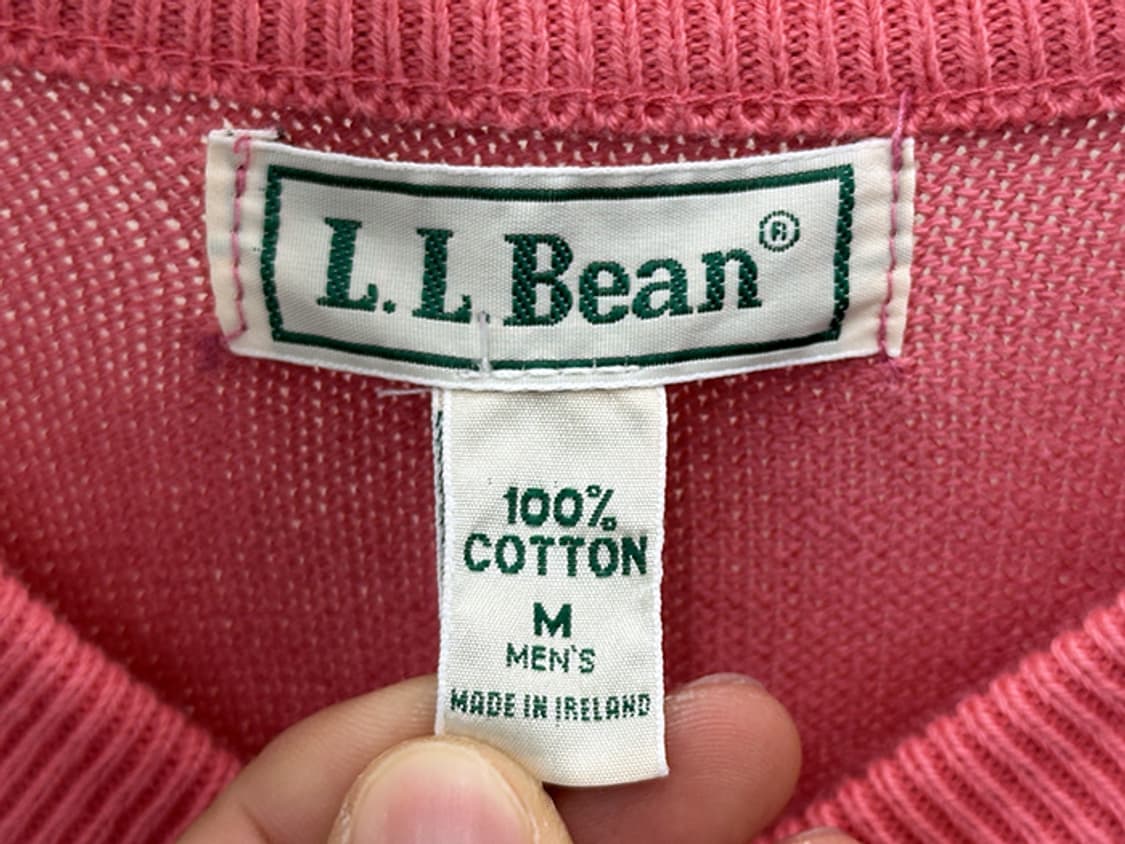 L.L.Bean®
100%
COTTON
M
MEN'S
MADE IN IRELAND